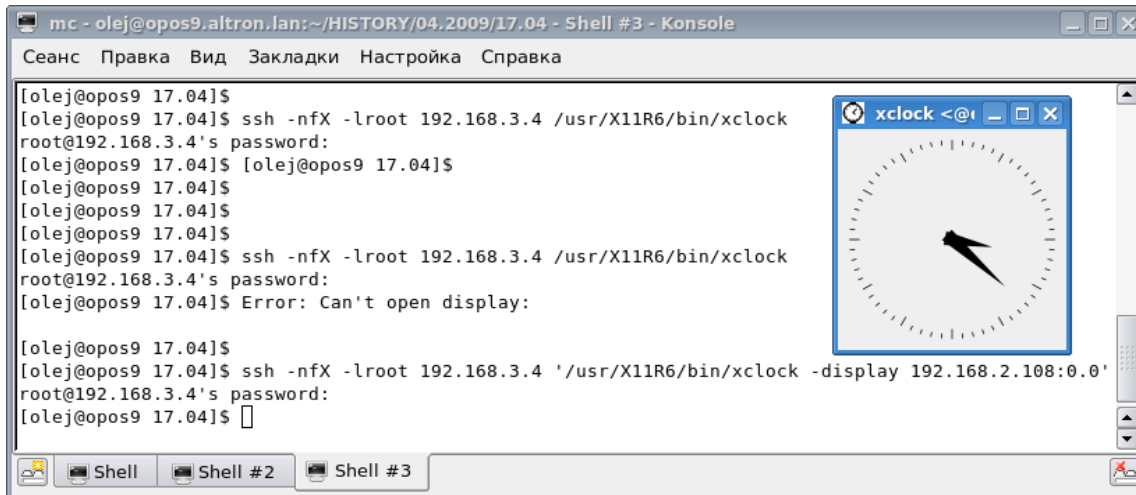 mc - olej@opos9.altron.lan:~/HISTORY/04.2009/17.04 - Shell #3 - Konsole
Сеанс Правка Вид Закладки Настройка Справка
[olej@opos9 17.04]$
[olej@opos9 17.04]$ ssh -nfX -lroot 192.168.3.4 /usr/X11R6/bin/xclock
root@192.168.3.4's password:
[olej@opos9 17.04]$ [olej@opos9 17.04]$
[olej@opos9 17.04]$
[olej@opos9 17.04]$
[olej@opos9 17.04]$
[olej@opos9 17.04]$ ssh -nfX -lroot 192.168.3.4 /usr/X11R6/bin/xclock
root@192.168.3.4's password:
[olej@opos9 17.04]$ Error: Can't open display:
[olej@opos9 17.04]$
[olej@opos9 17.04]$ ssh -nfX -lroot 192.168.3.4 '/usr/X11R6/bin/xclock -display 192.168.2.108:0.0'
root@192.168.3.4's password:
[olej@opos9 17.04]$
xclock <@
Shell Shell #2 Shell #3